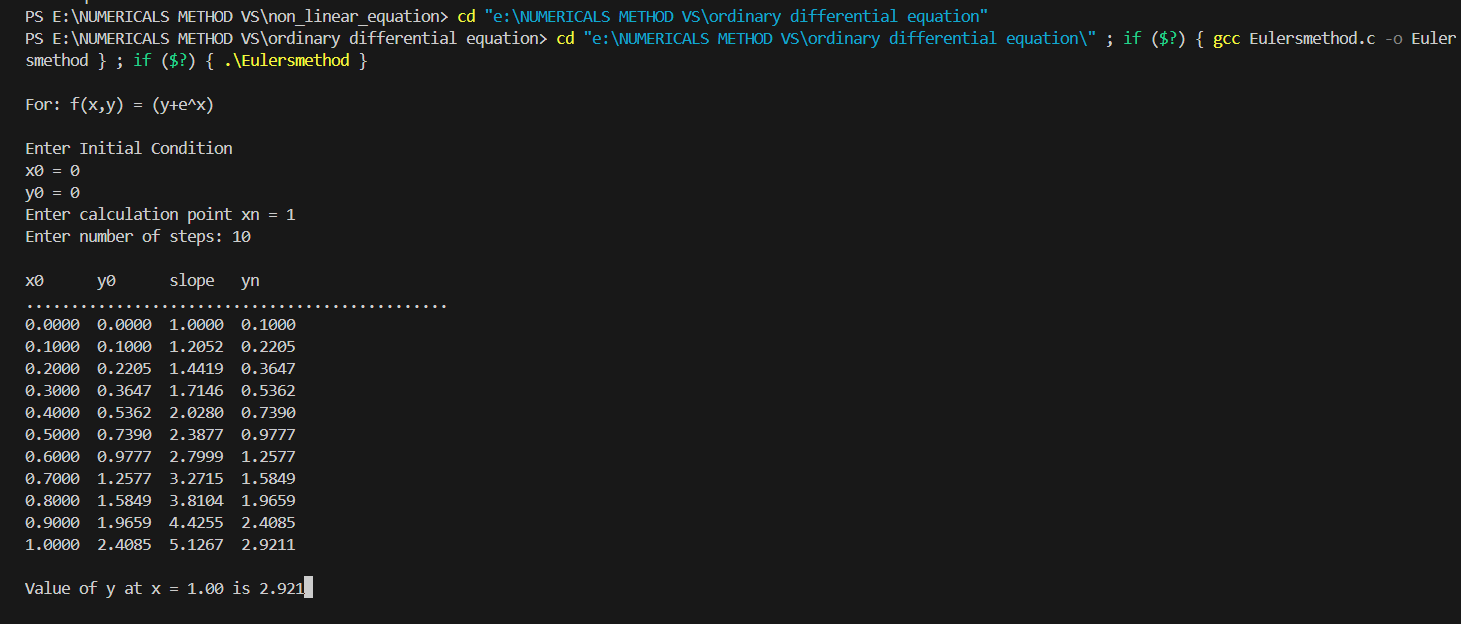 PS E:\NUMERICALS METHOD VS\non_linear_equation> cd "e:\NUMERICALS METHOD VS\ordinary differential equation"
PS E:\NUMERICALS METHOD VS\ordinary differential equation> cd "e:\NUMERICALS METHOD VS\ordinary differential equation\" ; if ($?) { gcc Eulersmethod.c -o Euler
smethod } ; if ($?) { .\Eulersmethod }
For: f(x,y) = (y+e^x)
Enter Initial Condition
x0 = 0
y0 = 0
Enter calculation point xn = 1
Enter number of steps: 10
x0 y0 slope yn
...............................................
0.0000 0.0000 1.0000 0.1000
0.1000 0.1000 1.2052 0.2205
0.2000 0.2205 1.4419 0.3647
0.3000 0.3647 1.7146 0.5362
0.4000 0.5362 2.0280 0.7390
0.5000 0.7390 2.3877 0.9777
0.6000 0.9777 2.7999 1.2577
0.7000 1.2577 3.2715 1.5849
0.8000 1.5849 3.8104 1.9659
0.9000 1.9659 4.4255 2.4085
1.0000 2.4085 5.1267 2.9211
Value of y at x = 1.00 is 2.921